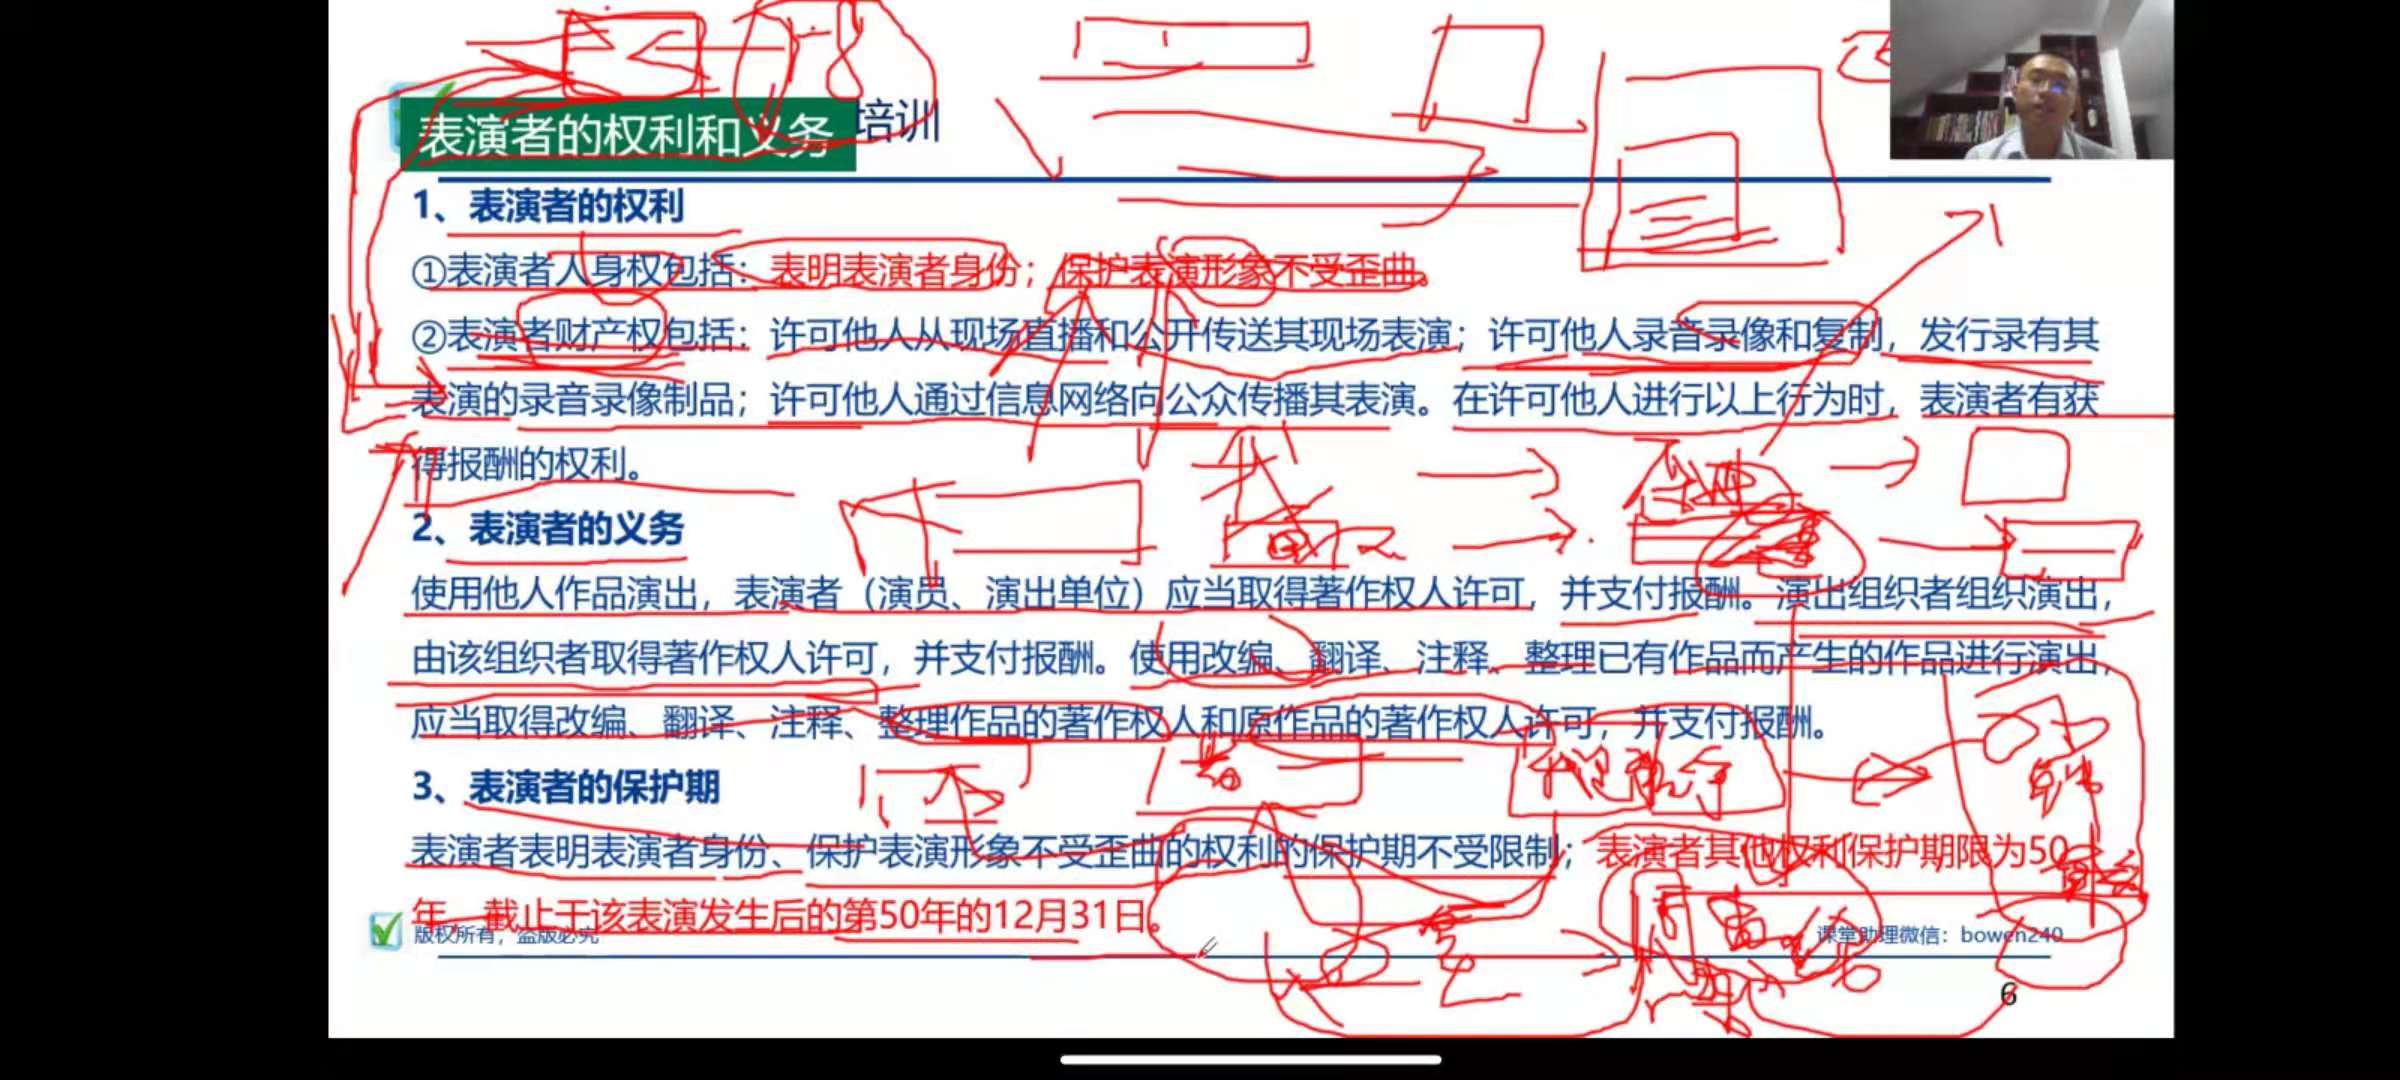 表演者的权利和义务
培训
1、表演者的权利
①表演者人身权包括：表明表演者身份；保护表演形象不受歪曲。
②表演者财产权包括：许可他人从现场直播和公开传送其现场表演；许可他人录音录像和复制，发行录有其
表演的录音录像制品；许可他人通过信息网络向公众传播其表演。在许可他人进行以上行为时，表演者有获
得报酬的权利。
2、表演者的义务
使用他人作品演出，表演者（演员、演出单位）应当取得著作权人许可，并支付报酬。演出组织者组织演出，
由该组织者取得著作权人许可，并支付报酬。使用改编、翻译、注释、整理已有作品而产生的作品进行演出，
应当取得改编、翻译、注释、整理作品的著作权人和原作品的著作权人许可，并支付报酬。
3、表演者的保护期
表演者表明表演者身份、保护表演形象不受歪曲的权利的保护期不受限制；表演者其他权利保护期限为50
年，截止于该表演发生后的第50年的12月31日。
版权所有，盗版必究
课堂助理微信：bowen240
6